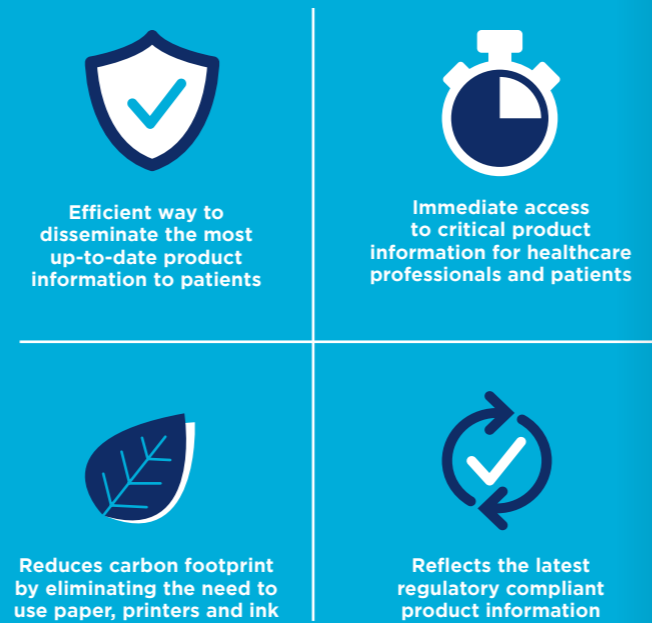 Efficient way to
disseminate the most
up-to-date product
information to patients
Immediate access
to critical product
information for healthcare
professionals and patients
Reduces carbon footprint
by eliminating the need to
use paper, printers and ink
Reflects the latest
regulatory compliant
product information